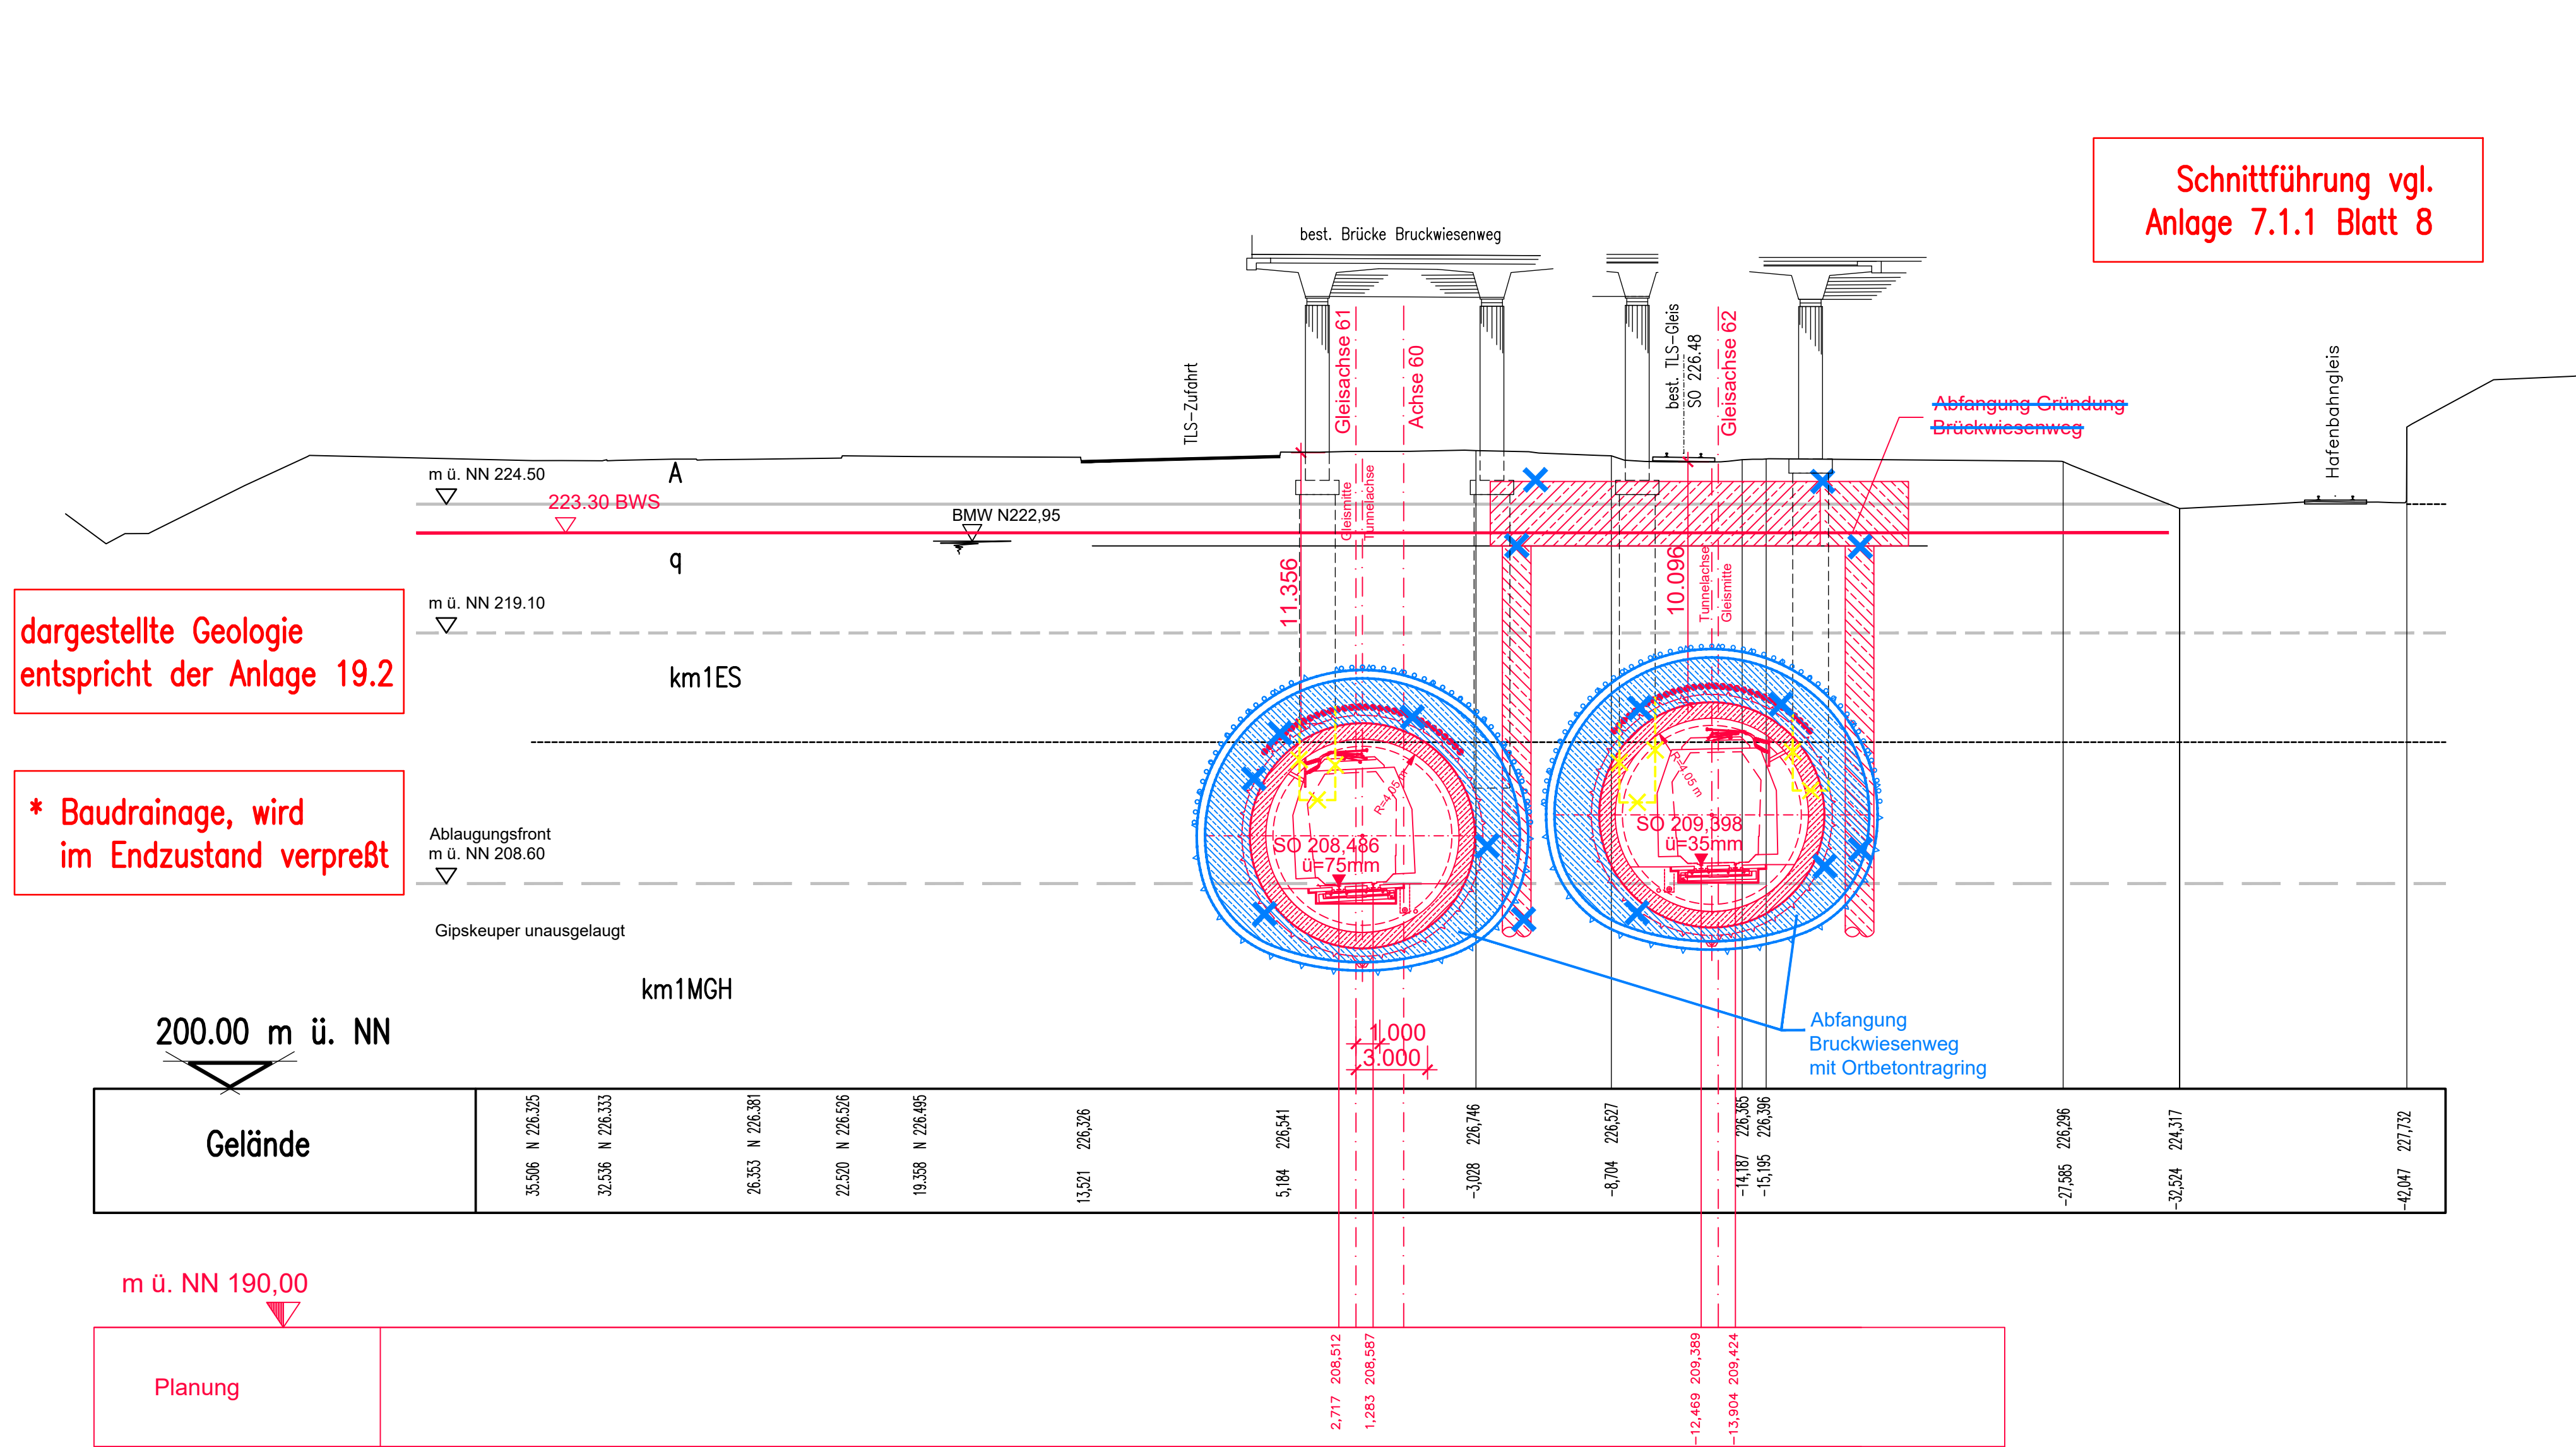 Schnittführung vgl.
Anlage 7.1.1 Blatt 8
best. Brücke Bruckwiesenweg
TLS-Zufahrt
Gleisachse 61
Achse 60
best. TLS-Gleis
SO 226.48
Gleisachse 62
Abfangung Gründung
Brückwiesenweg
Hafenbahngleis
m ü. NN 224.50
A
223.30 BWS
BMW N222,95
q
Gleismitte
Tunnelachse
11.356
10.096
Tunnelachse
Gleismitte
dargestellte Geologie
entspricht der Anlage 19.2
m ü. NN 219.10
km1ES
* Baudrainage, wird
im Endzustand verpreßt
Ablaugungsfront
m ü. NN 208.60
R=4.05 m
R=4.05 m
SO 208,486
ü=75mm
SO 209,398
ü=35mm
Gipskeuper unausgelaugt
km1MGH
200.00 m ü. NN
1.000
3.000
Abfangung
Bruckwiesenweg
mit Ortbetontragring
Gelände
35.506 N 226.325
32.536 N 226.333
26.353 N 226.381
22.520 N 226.526
19.358 N 226.495
13,521 226,326
5,184 226,541
-3,028 226,746
-8,704 226,527
-14,187 226,365
-15,195 226,396
-27,585 226,296
-32,524 224,317
-42,047 227,732
m ü. NN 190,00
Planung
2,717 208,512
1,283 208,587
-12,469 209,389
-13,904 209,424